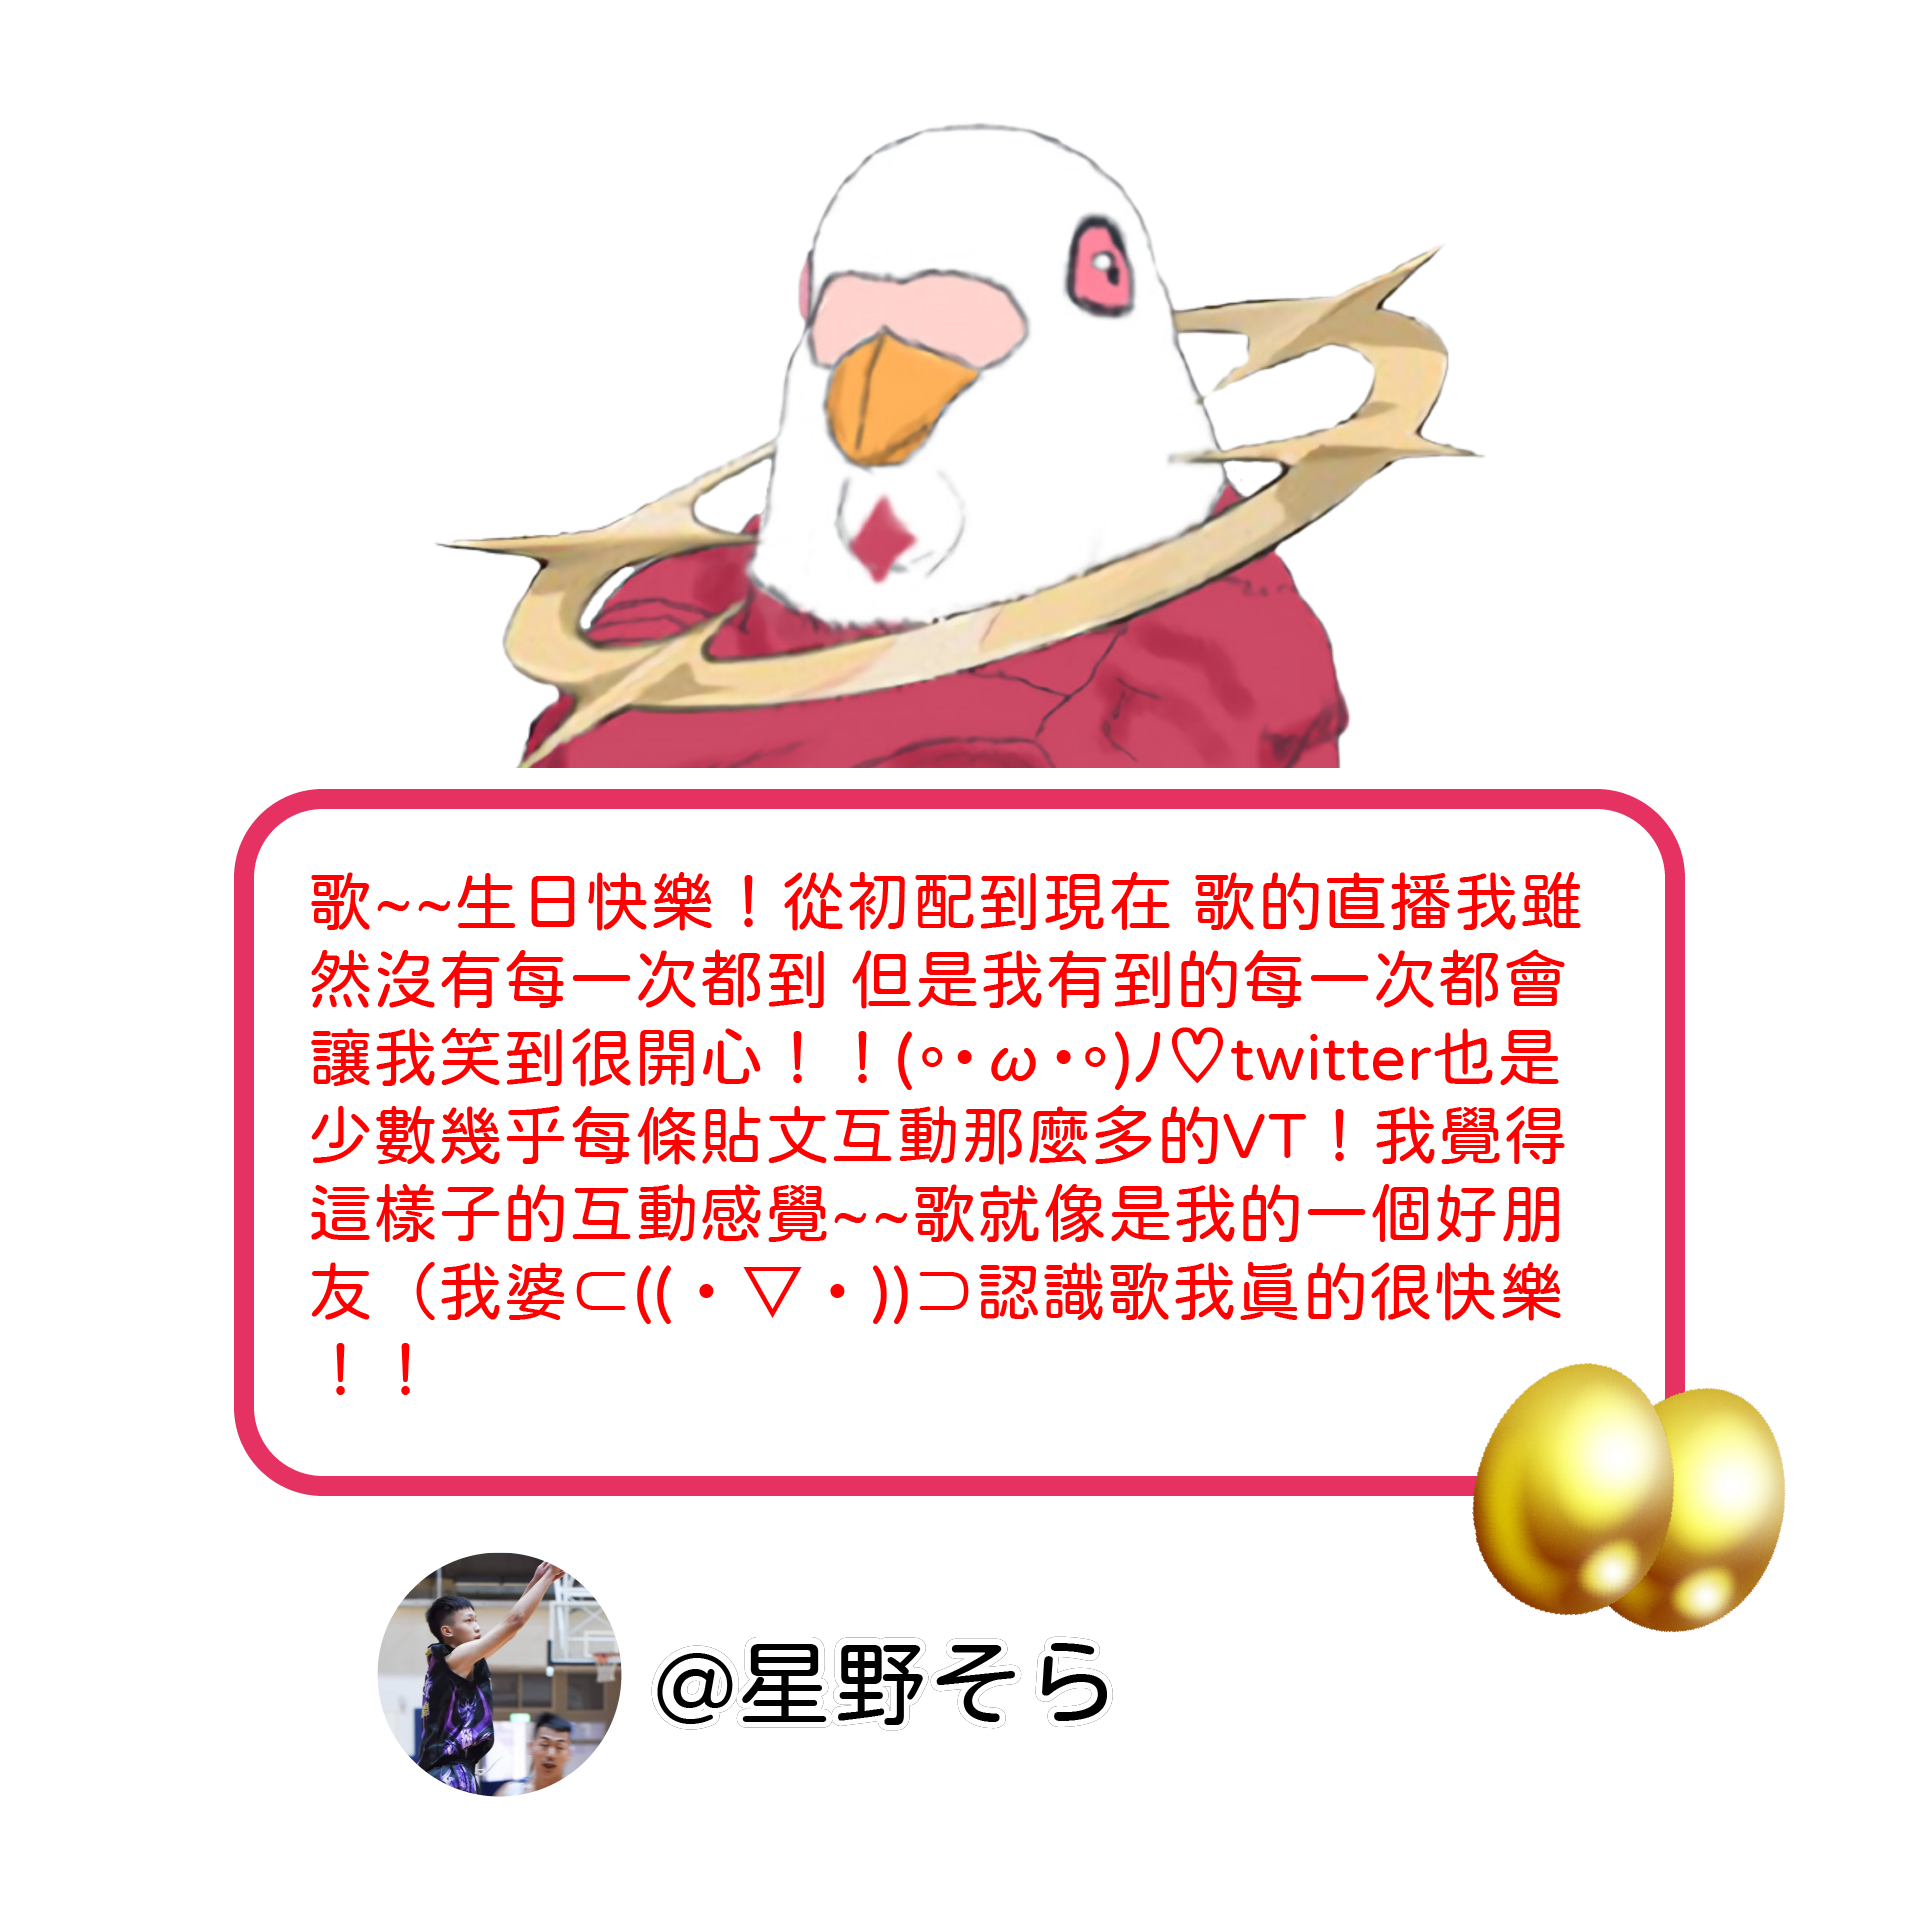 歌~~生日快樂！從初配到現在 歌的直播我雖
然沒有每一次都到 但是我有到的每一次都會
讓我笑到很開心！！(∘･ω･∘)ﾉ♡twitter也是
少數幾乎每條貼文互動那麼多的VT！我覺得
這樣子的互動感覺~~歌就像是我的一個好朋
友（我婆⊂((・▽・))⊃認識歌我真的很快樂
！！
@星野そら